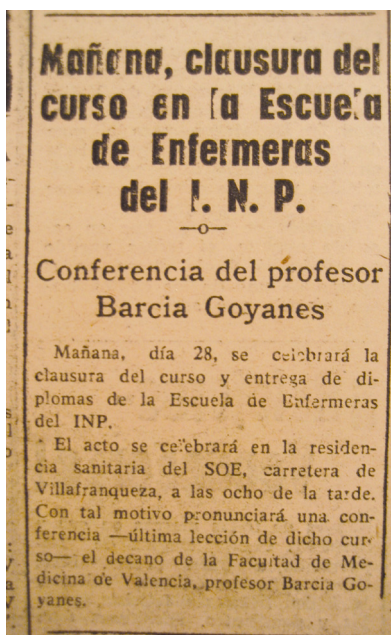 Mañana, clausura del
curso en la Escuela
de Enfermeras
del I. N. P.
—o—
Conferencia del profesor
Barcia Goyanes
Mañana, día 28, se celebrará la
clausura del curso y entrega de di-
plomas de la Escuela de Enfermeras
del INP.
El acto se celebrará en la residen-
cia sanitaria del SOE, carretera de
Villafranqueza, a las ocho de la tarde.
Con tal motivo pronunciará una con-
ferencia —última lección de dicho cur-
so— el decano de la Facultad de Me-
dicina de Valencia, profesor Barcia Go-
yanes.